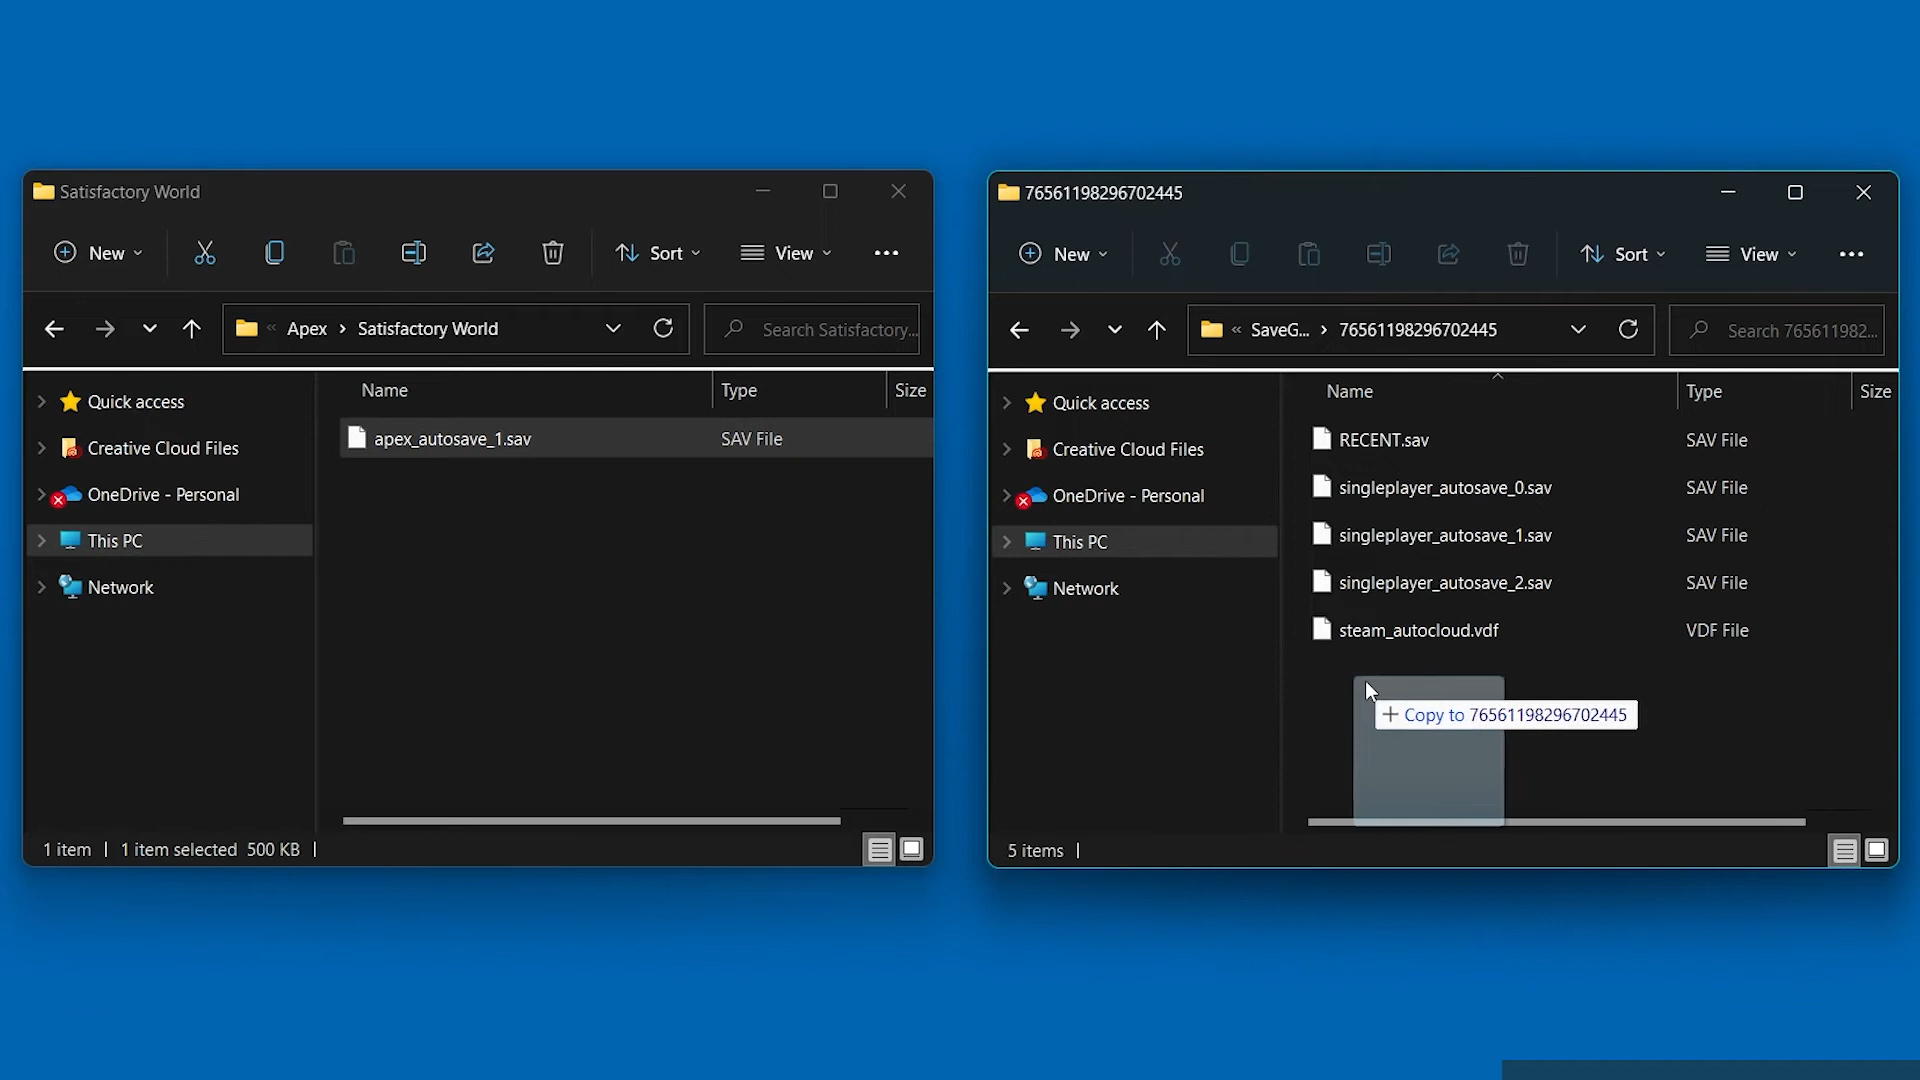 Satisfactory World
New
Sort
View
Apex
Satisfactory World
Search Satisfactory...
Quick access
Creative Cloud Files
OneDrive - Personal
This PC
Network
Name
Type
Size
apex_autosave_1.sav
SAV File
1 item
1 item selected 500 KB
76561198296702445
New
Sort
View
SaveG...
76561198296702445
Search 765611982...
Quick access
Creative Cloud Files
OneDrive - Personal
This PC
Network
Name
Type
Size
RECENT.sav
SAV File
singleplayer_autosave_0.sav
SAV File
singleplayer_autosave_1.sav
SAV File
singleplayer_autosave_2.sav
SAV File
steam_autocloud.vdf
VDF File
+ Copy to 76561198296702445
5 items